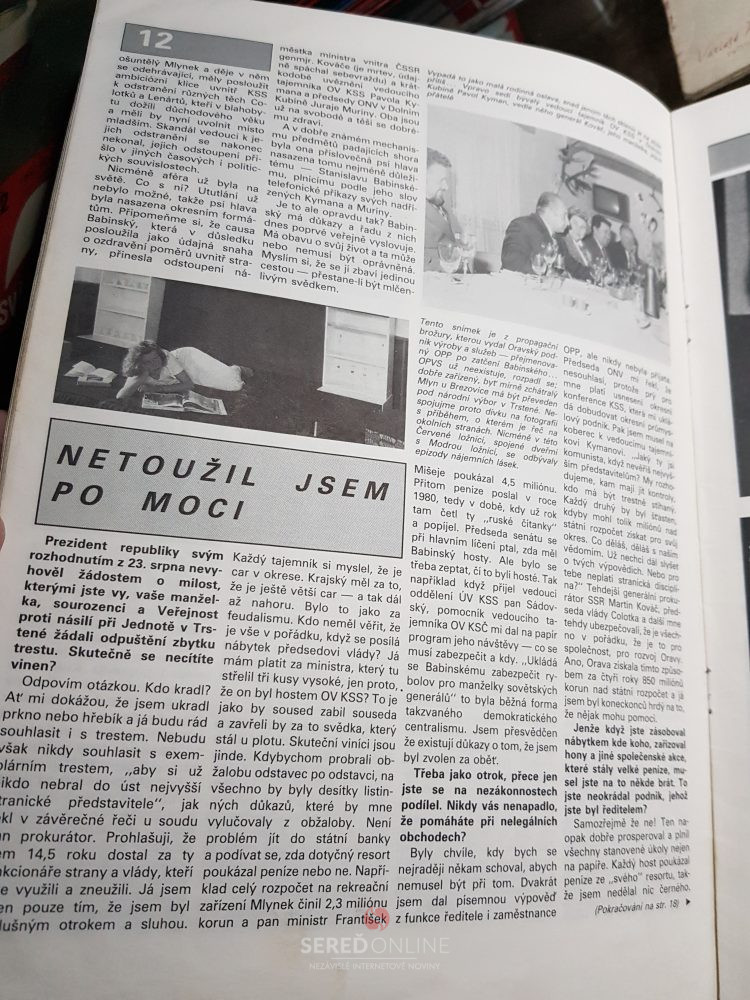 12
ošuntělý Mlynek a děje v něm
se odehrávající, měly posloužit
ambiciózní klice uvnitř KSS
k odstranění různých těch Co-
lotků a Lenártů, kteří v blahoby-
tu dožili důchodového věku
a měli by nyní uvolnit místo
mladším. Skandál vedoucí k je-
jich odstranění se nakonec
nekonal, jejich odstoupení při-
šlo v jiných časových i politic-
kých souvislostech.
Nicméně aféra už byla na
světě. Co s ní? Ututlání už
nebylo možné, takže psí hlava
byla nasazena okresním formá-
tům. Připomeňme si, že causa
Babinský, která v důsledku
posloužila jako údajná snaha
o ozdravění poměrů uvnitř stra-
ny, přinesla odstoupení ná-
městka ministra vnitra ČSSR
genmjr. Kováče (je mrtev, údaj-
ně spáchal sebevraždu) a krát-
kodobé uvěznění vedoucího
tajemníka OV KSS Pavola Ky-
mana a předsedy ONV v Dolním
Kubíně Juraje Muriny. Oba jsou
už na svobodě a těší se dobré-
mu zdraví.
A v dobře známém mechanis-
mu předmětů padajících shora
byla ona příslovečná psí hlava
nasazena tomu nejméně důleži-
tému — Stanislavu Babinské-
mu, plnícímu podle jeho slov
telefonické příkazy svých nadří-
zených Kymana a Muriny.
Je to ale opravdu tak? Babin-
ský má důkazy a řadu z nich
dnes poprvé veřejně vyslovuje.
Má obavu o svůj život a ta může
nebo nemusí být oprávněná.
Myslím si, že se jí zbaví jedinou
cestou — přestane-li být mlčen-
livým svědkem.
Vypadá to jako malá rodinná oslava,
Vpravo sedí bývalý vedoucí tajemník OV KSS v Dolním
Kubíně Pavol Kyman, vedle něho generál Kováč,
přátelé
Tento snímek je z propagační
brožury, kterou vydal Oravský pod-
nik výroby a služeb — přejmenova-
ný OPP po zatčení Babinského...
OPVS už neexistuje, rozpadl se;
dobře zařízený, byť mírně zchátralý
Mlyn u Brezovice má být převeden
pod národní výbor v Trstené. Ne-
spojujme proto dívku na fotografii
s příběhem, o kterém je řeč na
okolních stranách. Nicméně v této
Červené ložnici, spojené dveřmi
s Modrou ložnicí, se odbývaly
epizody nájemních lásek.
NETOUŽIL JSEM
PO MOCI
Prezident republiky svým
rozhodnutím z 23. srpna nevy-
hověl žádostem o milost,
kterými jste vy, vaše manžel-
ka, sourozenci a Veřejnost
proti násilí při Jednotě v Trs-
tené žádali odpuštění zbytku
trestu. Skutečně se necítíte
vinen?
Odpovím otázkou. Kdo kradl?
Ať mi dokážou, že jsem ukradl
prkno nebo hřebík a já budu rád
souhlasit i s trestem. Nebudu
však nikdy souhlasit s exem-
plárním trestem, „aby si už
nikdo nebral do úst nejvyšší
stranické představitele“, jak
řekl v závěrečné řeči u soudu
pan prokurátor. Prohlašuji, že
jsem 14,5 roku dostal za ty
funkcionáře strany a vlády, kteří
mne využili a zneužili. Já jsem
jen pouze tím, že jsem byl
slušným otrokem a sluhou.
Každý tajemník si myslel, že je
car v okrese. Krajský měl za to,
že je ještě větší car — a tak dál
až nahoru. Bylo to jako za
feudalismu. Kdo neměl věřit, že
je vše v pořádku, když se posílá
nábytek předsedovi vlády? Já
mám platit za ministra, který tu
střílil tři kusy vysoké, jen proto,
že on byl hostem OV KSS? To je
jako by soused zabil souseda
a zavřeli by za to svědka, který
stál u plotu. Skuteční viníci jsou
jinde. Kdybychom probrali ob-
žalobu odstavec po odstavci, na
všechno by byly desítky listin-
ných důkazů, které by mne
vylučovaly z obžaloby. Není
problém jít do státní banky
a podívat se, zda dotyčný resort
poukázal peníze nebo ne. Napří-
klad celý rozpočet na rekreační
zařízení Mlynek činil 2,3 miliónu
korun a pan ministr František
Mišeje poukázal 4,5 miliónu.
Přitom peníze poslal v roce
1980, tedy v době, kdy už rok
tam četl ty „ruské čítanky“
a popíjel. Předseda senátu se
při hlavním líčení ptal, zda měl
Babinský hosty. Ale bylo se
třeba zeptat, čí to byli hosté. Tak
například když přijel vedoucí
oddělení ÚV KSS pan Sádov-
ský, pomocník vedoucího ta-
jemníka OV KSČ mi dal na papír
program jeho návštěvy — co se
musí zabezpečit a kdy. „Ukládá
se Babinskému zabezpečit ry-
bolov pro manželky sovětských
generálů“ to byla běžná forma
takzvaného demokratického
centralismu. Jsem přesvědčen
že existují důkazy o tom, že jsem
byl zvolen za obět.
Třeba jako otrok, přece jen
jste se na nezákonnostech
podílel. Nikdy vás nenapadlo,
že pomáháte při nelegálních
obchodech?
Byly chvíle, kdy bych se
nejraději někam schoval, abych
nemusel být při tom. Dvakrát
jsem dal písemnou výpověď
z funkce ředitele i zaměstnance
OPP, ale nikdy nebyla přijata.
Předseda ONV mi řekl, že
nesouhlasí, protože prý pro
mne platí usnesení okresní
konference KSS, která mi uklá-
dá dobudovat okresní průmys-
lový podnik. Pak jsem musel na
koberec k vedoucímu tajemní-
kovi Kymanovi. „Jaký ty jsi
komunista, když nevěříš nejvyš-
ším představitelům? My rozho-
dujeme, kam mají jít kontroly,
kdo má být trestně stíhaný.
Každý druhý by byl šťasten,
kdyby mohl tolik miliónů nad
státní rozpočet získat pro svůj
okres. Co děláš, děláš s naším
vědomím. Už nechci dál slyšet
o tvých výpovědích. Nebo pro
tebe neplatí stranická disciplí-
na?“ Tehdejší generální proku-
rátor SSR Martin Kováč, před-
seda vlády Colotka a další mne
tehdy ubezpečovali, že je všech-
no v pořádku, že je to pro
společnost, pro rozvoj Oravy.
Ano, Orava získala tímto způso-
bem za čtyři roky 850 miliónů
korun nad státní rozpočet a já
jsem byl koneckonců hrdý na to,
že nějak mohu pomoci.
Jenže když jste zásoboval
nábytkem kde koho, zařizoval
hony a jiné společenské akce,
které stály velké peníze, mu-
sel jste na to někde brát. To
jste neokrádal podnik, jehož
jste byl ředitelem?
Samozřejmě že ne! Ten na-
opak dobře prosperoval a plnil
všechny stanovené úkoly nejen
na papíře. Každý host poukázal
peníze ze „svého“ resortu, tak-
že jsem nedělal nic černého.
(Pokračování na str. 18)
SEREĎONLINE
NEZÁVISLÉ INTERNETOVÉ NOVINY